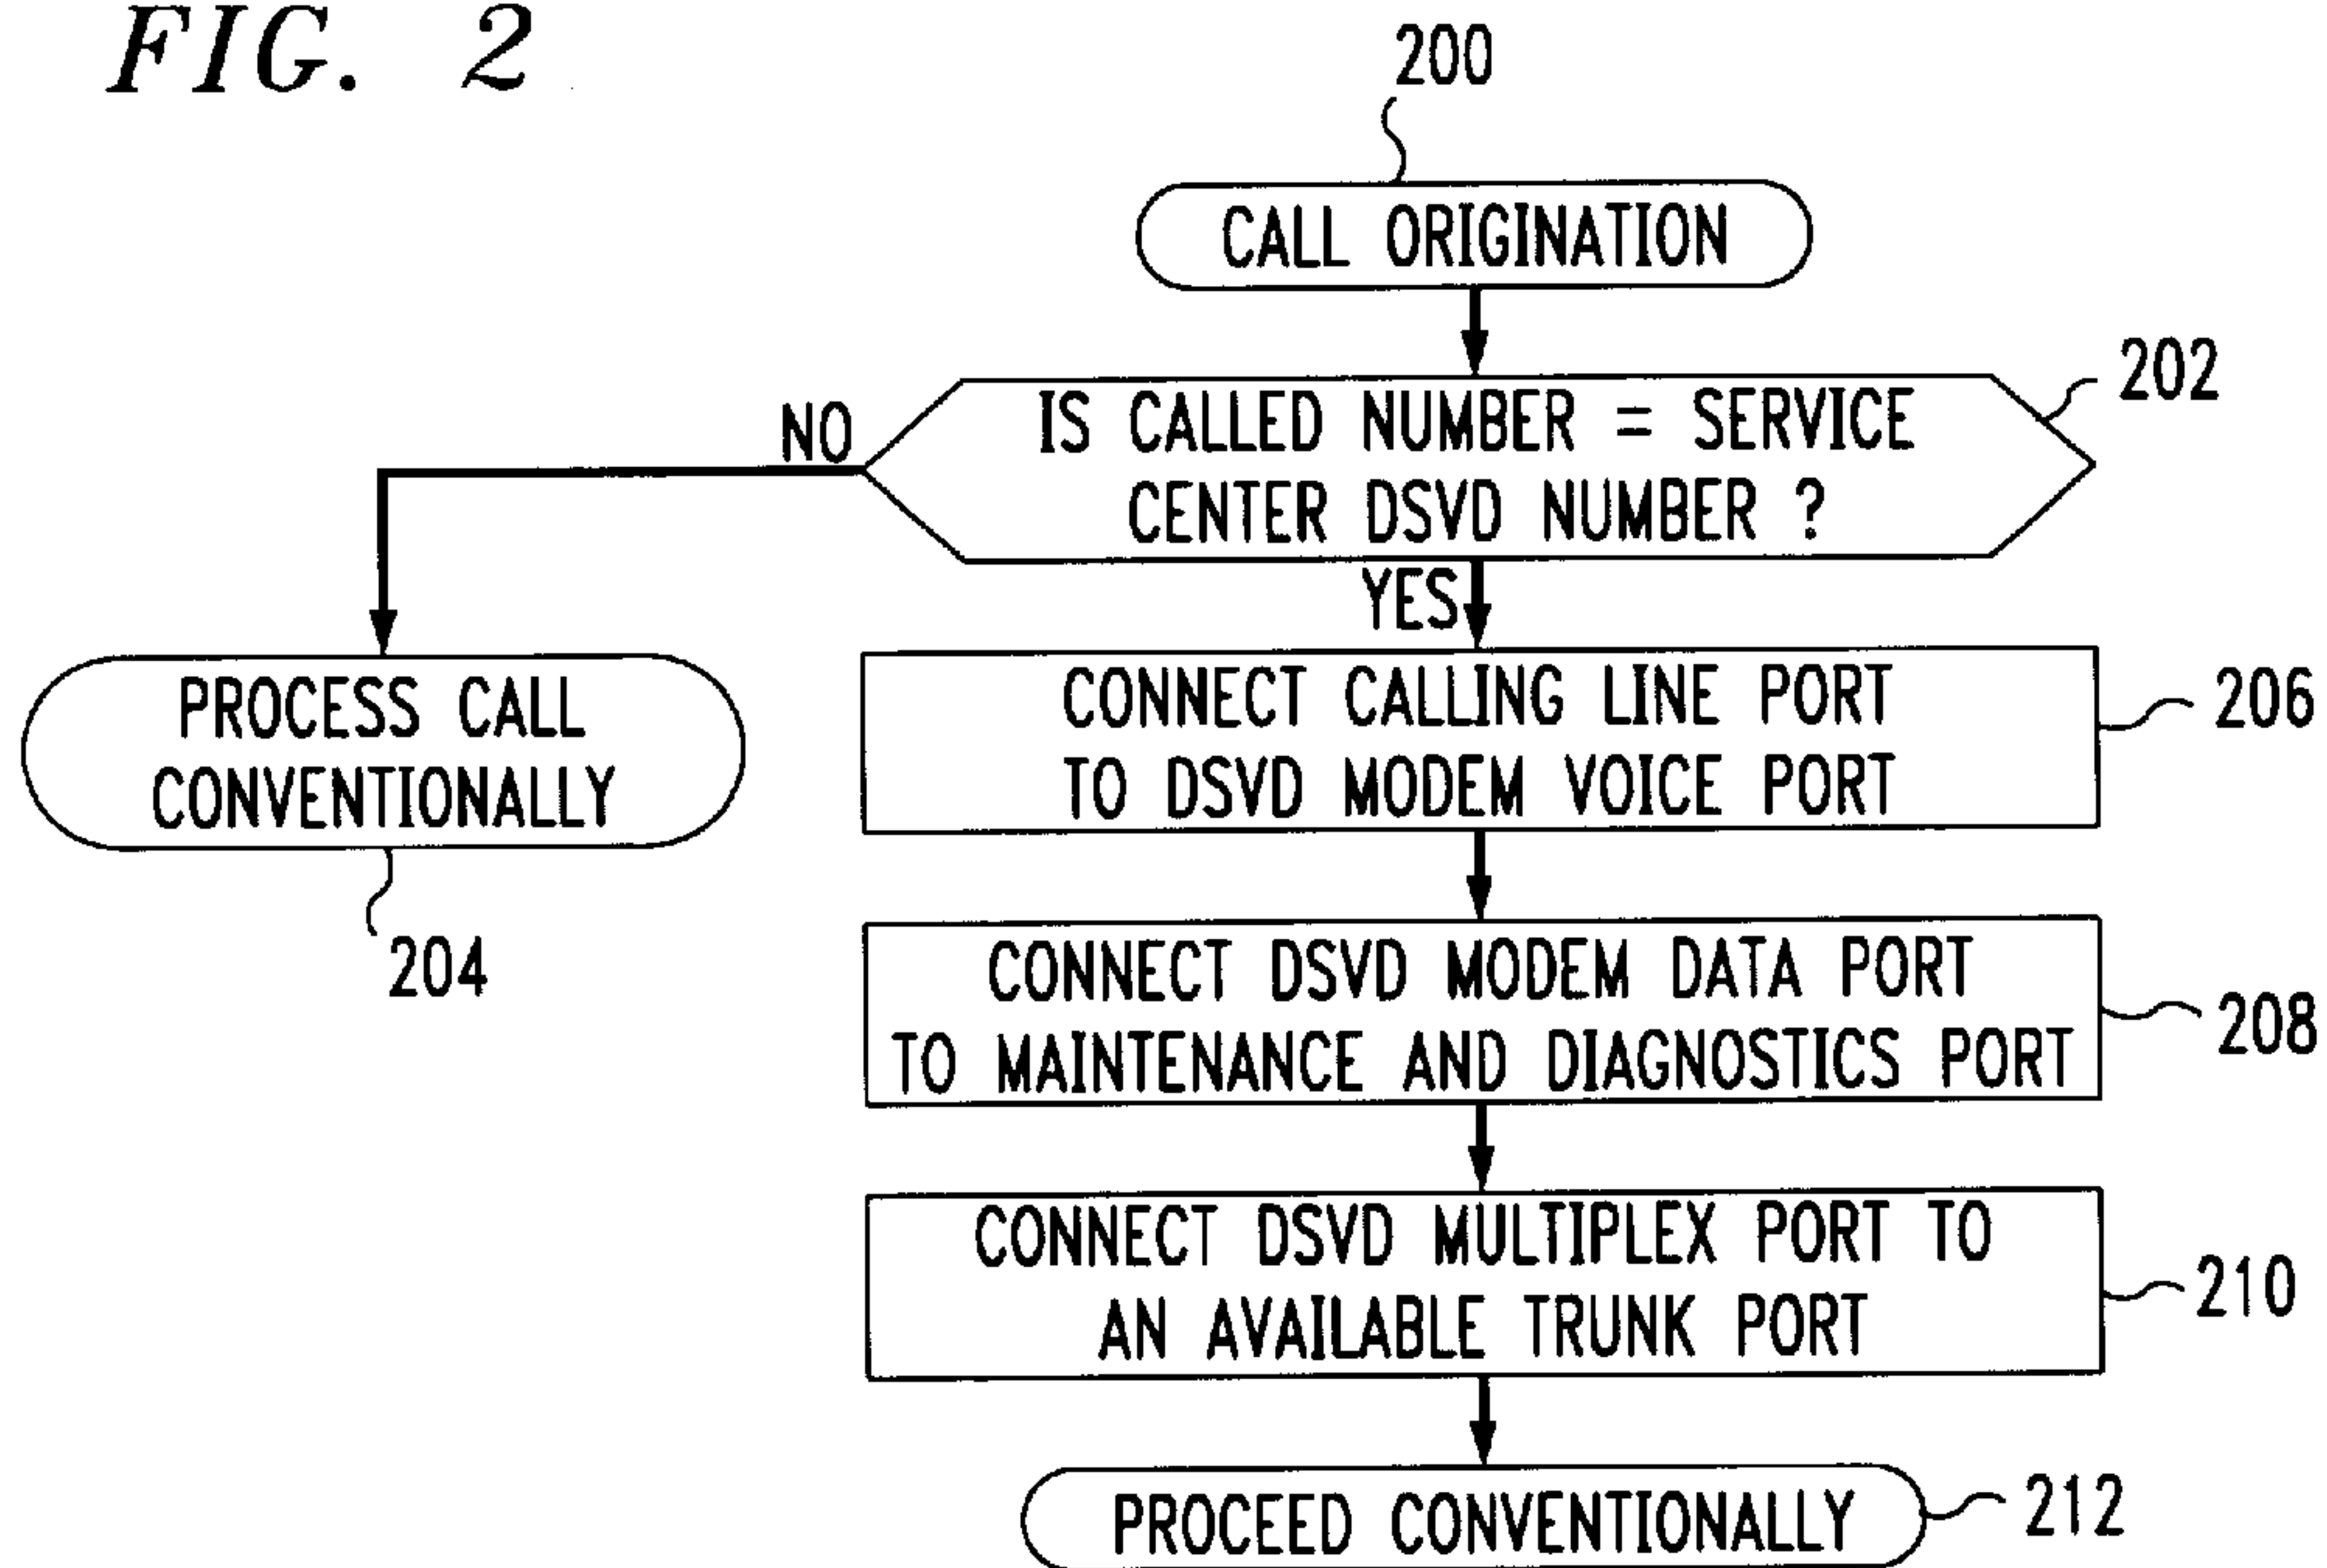 FIG. 2
200
CALL ORIGINATION
202
IS CALLED NUMBER = SERVICE
CENTER DSVD NUMBER ?
NO
YES
PROCESS CALL
CONVENTIONALLY
204
CONNECT CALLING LINE PORT
TO DSVD MODEM VOICE PORT
206
CONNECT DSVD MODEM DATA PORT
TO MAINTENANCE AND DIAGNOSTICS PORT
208
CONNECT DSVD MULTIPLEX PORT TO
AN AVAILABLE TRUNK PORT
210
PROCEED CONVENTIONALLY
212